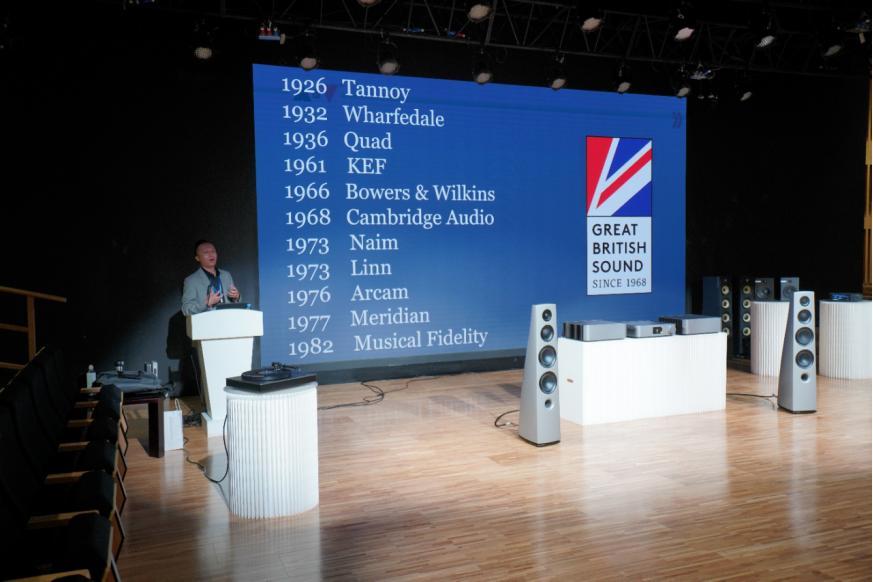 1926 Tannoy
1932 Wharfedale
1936 Quad
1961 KEF
1966 Bowers & Wilkins
1968 Cambridge Audio
1973 Naim
1973 Linn
1976 Arcam
1977 Meridian
1982 Musical Fidelity
GREAT
BRITISH
SOUND
SINCE 1968